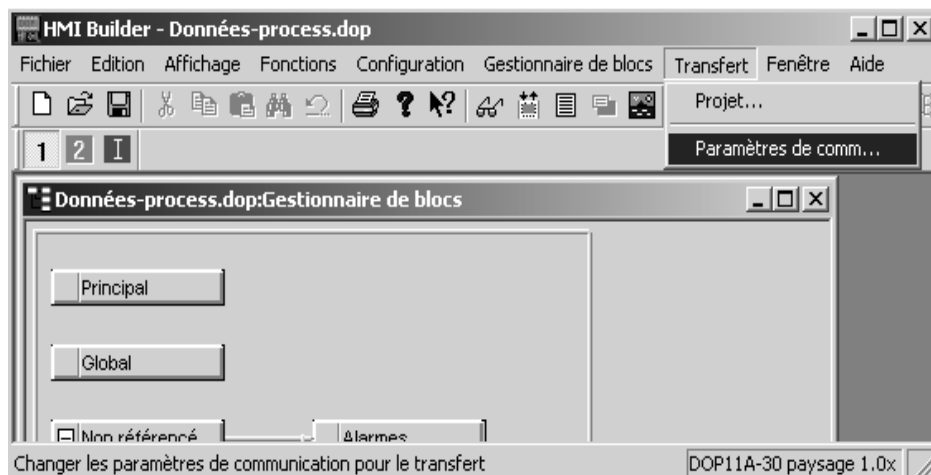 HMI Builder - Données-process.dop
Fichier Edition Affichage Fonctions Configuration Gestionnaire de blocs Transfert Fenêtre Aide
Projet...
Paramètres de comm...
1 2 I
Données-process.dop:Gestionnaire de blocs
Principal
Global
Non référencé Alarmes
Changer les paramètres de communication pour le transfert DOP11A-30 paysage 1.0x